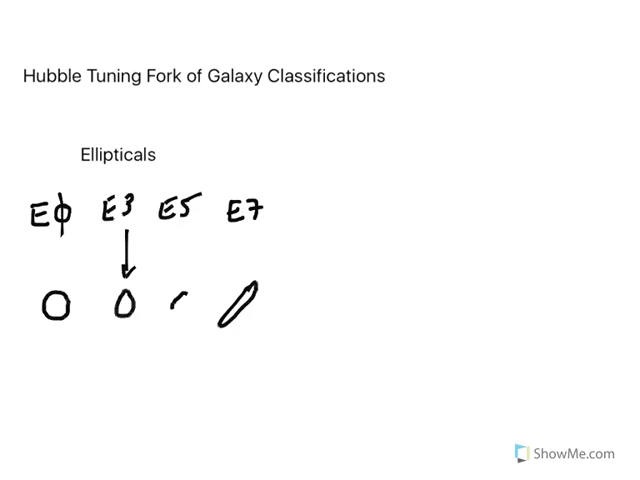 Hubble Tuning Fork of Galaxy Classifications
Ellipticals
E0 E3 E5 E7
ShowMe.com